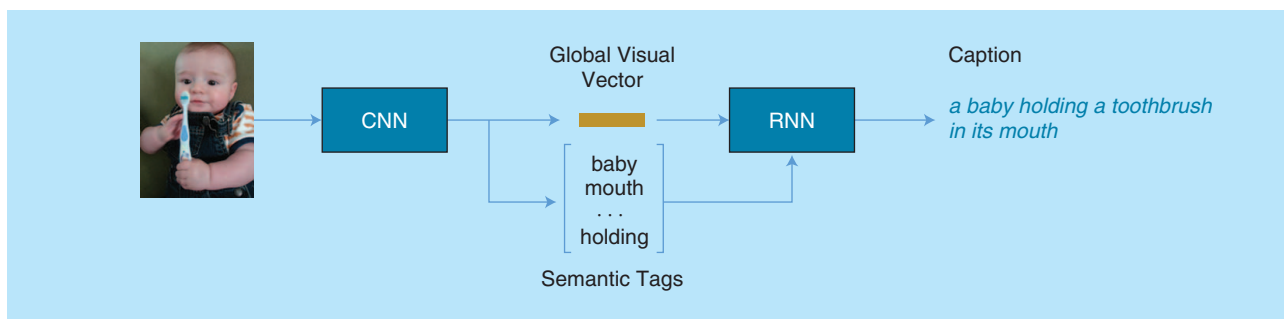 Global Visual
Vector
Caption
CNN
RNN
a baby holding a toothbrush
in its mouth
baby
mouth
. . .
holding
Semantic Tags